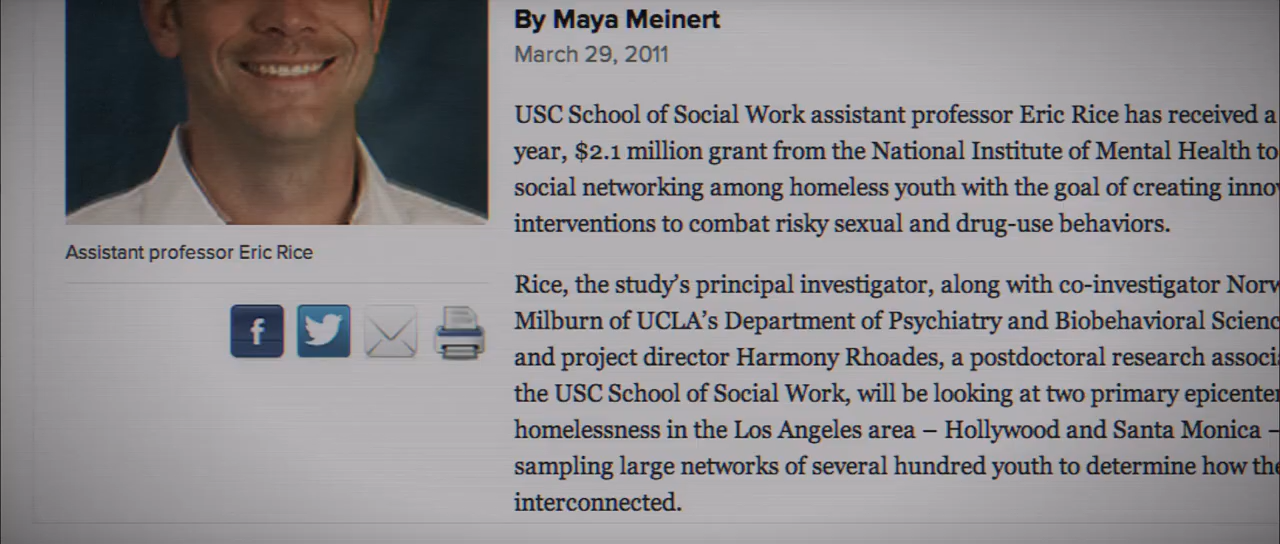 By Maya Meinert
March 29, 2011
USC School of Social Work assistant professor Eric Rice has received a
year, $2.1 million grant from the National Institute of Mental Health to
social networking among homeless youth with the goal of creating
interventions to combat risky sexual and drug-use behaviors.
Assistant professor Eric Rice
Rice, the study's principal investigator, along with co-investigator
Milburn of UCLA's Department of Psychiatry and Biobehavioral
and project director Harmony Rhoades, a postdoctoral research
the USC School of Social Work, will be looking at two primary
homelessness in the Los Angeles area – Hollywood and Santa Monica –
sampling large networks of several hundred youth to determine how
interconnected.